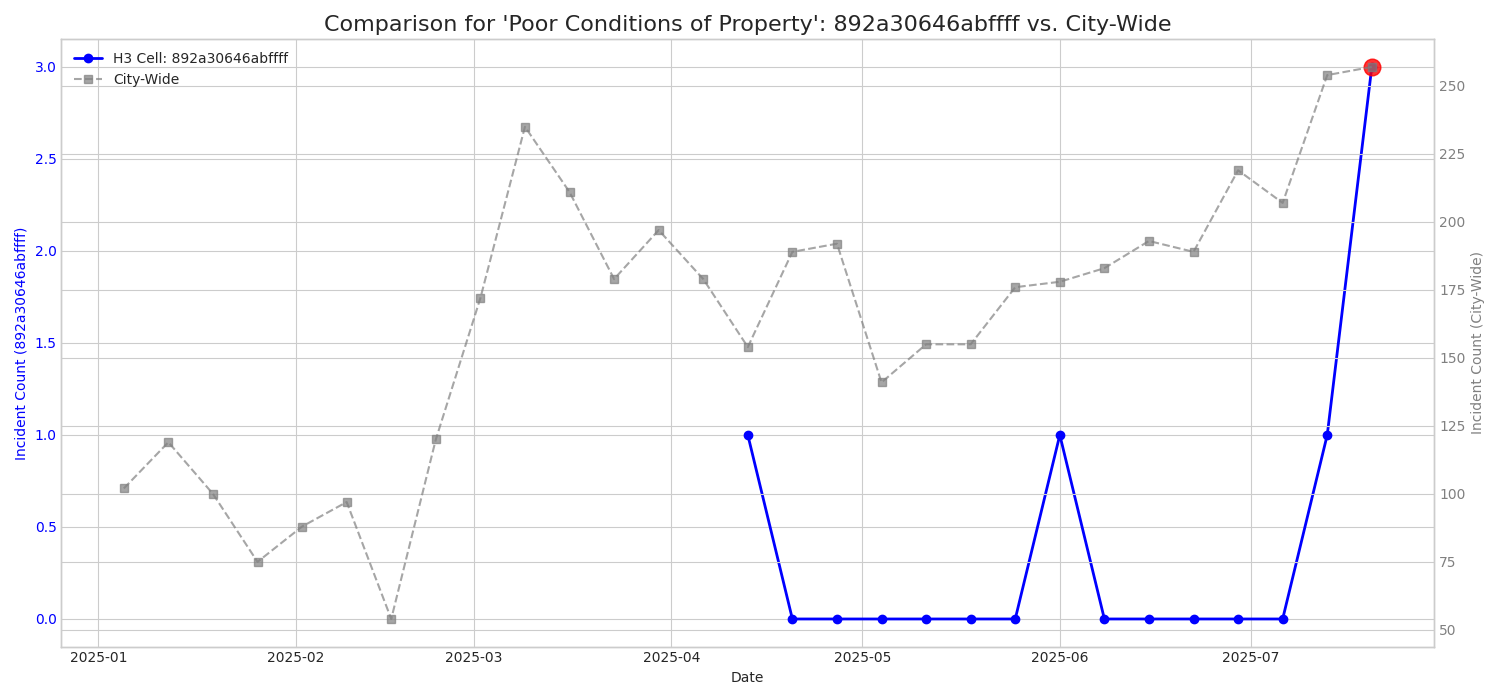 Comparison for 'Poor Conditions of Property': 892a30646abffff vs. City-Wide
H3 Cell: 892a30646abffff
City-Wide
Incident Count (892a30646abffff)
3.0
2.5
2.0
1.5
1.0
0.5
0.0
250
225
200
175
150
125
100
75
50
Incident Count (City-Wide)
2025-01 2025-02 2025-03 2025-04 2025-05 2025-06 2025-07
Date